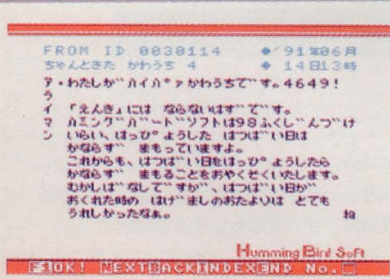 FROM ID 0030114 ◆'91年06月
ちゃんときた かわうち 4 ◆ 14日13時
ア・わたしが ハイパァかわうちです。4649!
ラ
イ 「えんき」には ならないはずです。
マ ハミングバードソフトは98ふくしんづけ
ン いらい、はっぴょうした はつばい日は
かならず まもっていますよ。
これからも、はつばい日をはっぴょうしたら
かならず まもることをおやくそくいたします。
むかしばなしですが、はつばい日が
おくれた時の はげましのおたよりは とても
うれしかったなぁ。 ね
Humming Bird Soft
F1OK! NEXTBACKINDEXEND No.